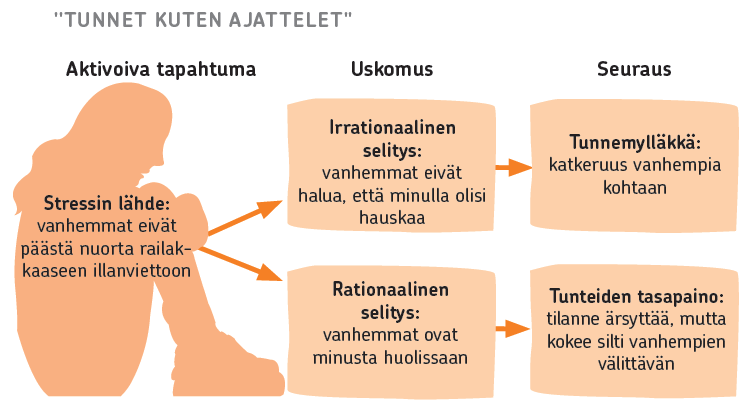 "TUNNET KUTEN AJATTELET"
Aktivoiva tapahtuma
Uskomus
Seuraus
Stressin lähde:
vanhemmat eivät
päästä nuorta railak-
kaaseen illanviettoon
Irrationaalinen
selitys:
vanhemmat eivät
halua, että minulla olisi
hauskaa
Tunnemylläkkä:
katkeruus vanhempia
kohtaan
Rationaalinen
selitys:
vanhemmat ovat
minusta huolissaan
Tunteiden tasapaino:
tilanne ärsyttää, mutta
kokee silti vanhempien
välittävän